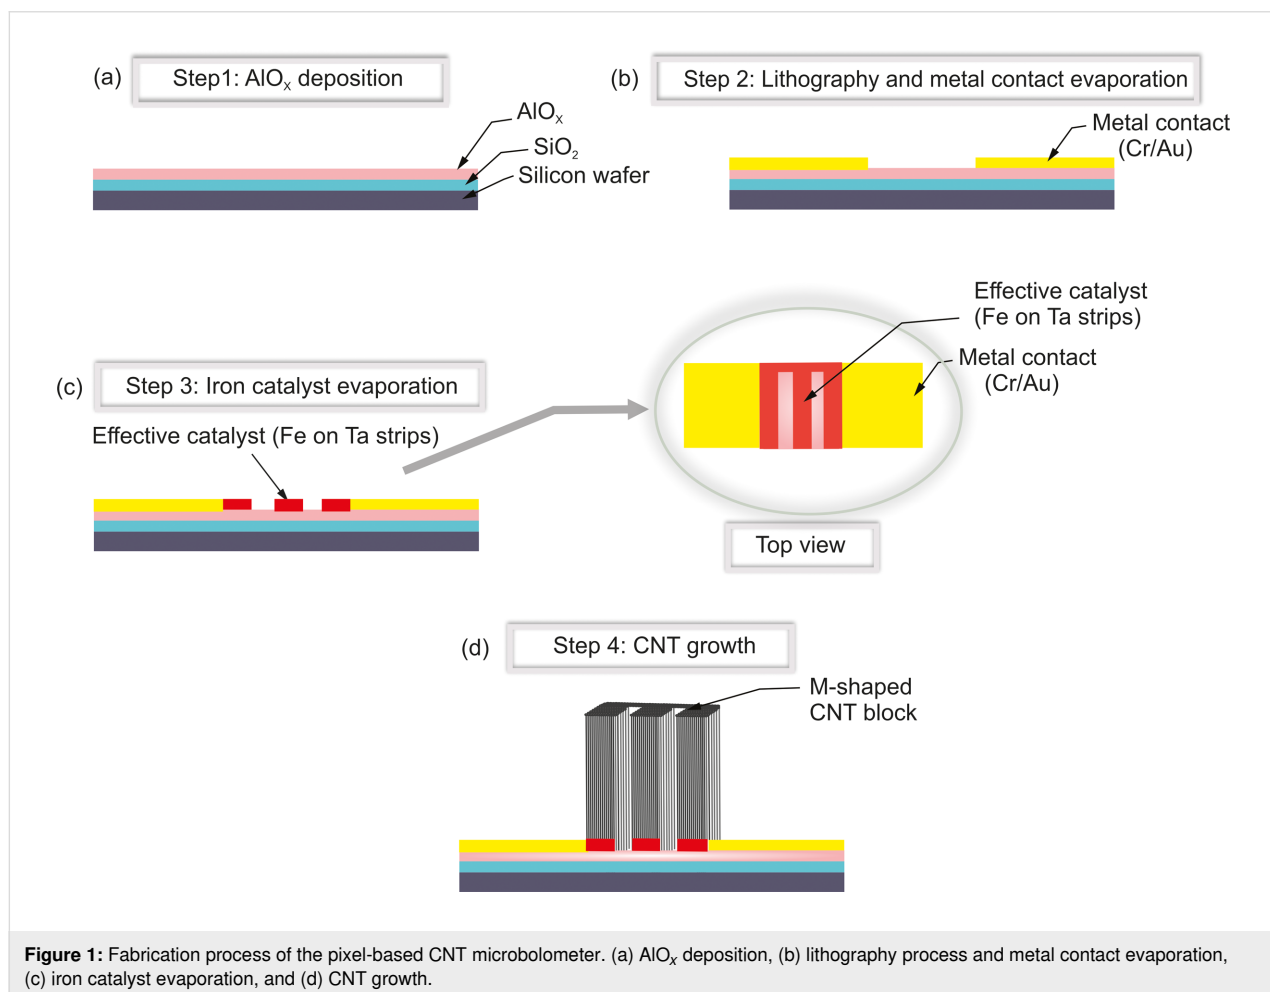 (a) Step1: AlOx deposition
AlOx
SiO2
Silicon wafer
(b) Step 2: Lithography and metal contact evaporation
Metal contact
(Cr/Au)
(c) Step 3: Iron catalyst evaporation
Effective catalyst (Fe on Ta strips)
Effective catalyst
(Fe on Ta strips)
Metal contact
(Cr/Au)
Top view
(d) Step 4: CNT growth
M-shaped
CNT block
Figure 1: Fabrication process of the pixel-based CNT microbolometer. (a) AlOx deposition, (b) lithography process and metal contact evaporation,
(c) iron catalyst evaporation, and (d) CNT growth.